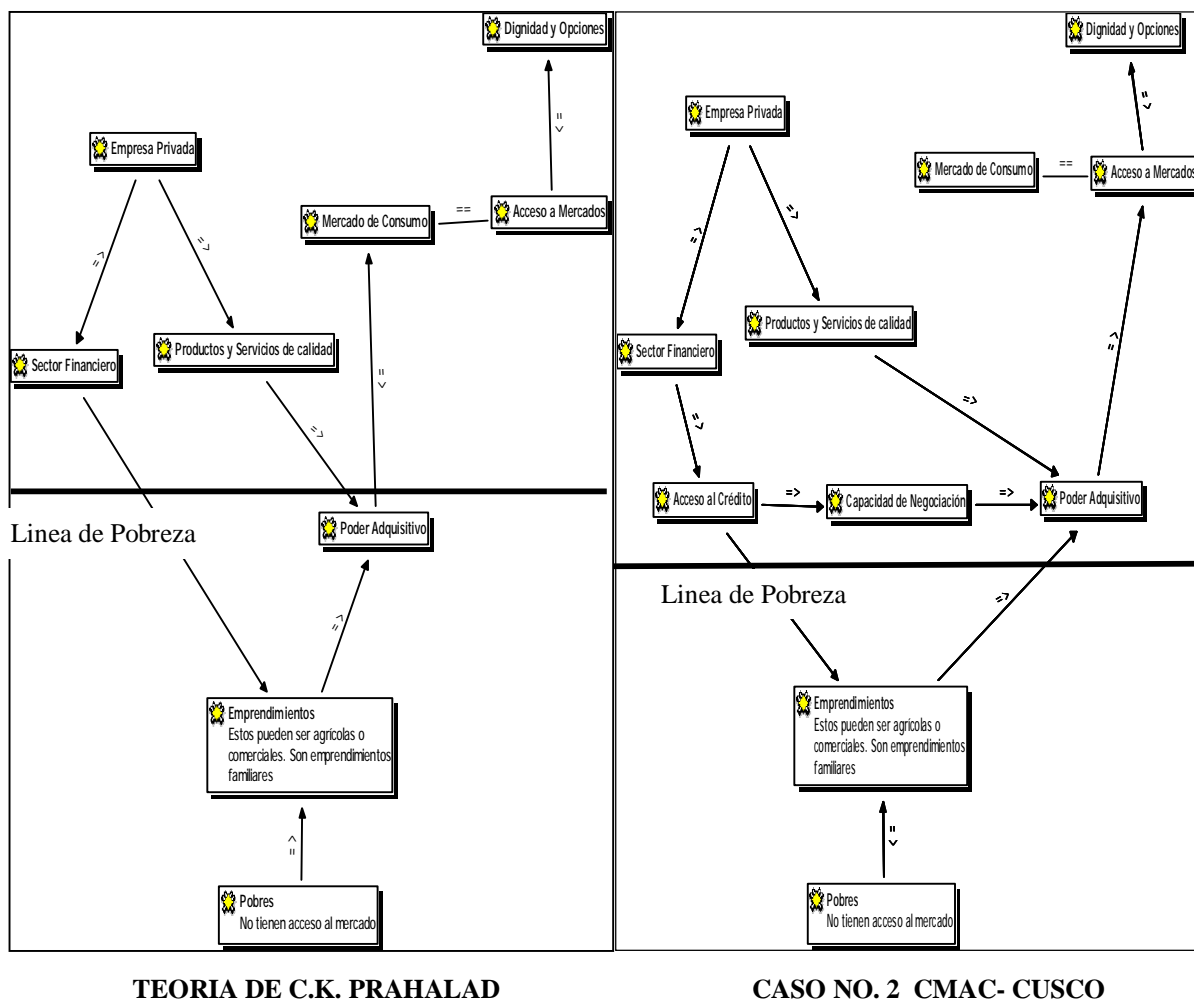 Dignidad y Opciones
=>
Empresa Privada
Mercado de Consumo
==
Acceso a Mercados
=>
=>
Sector Financiero
Productos y Servicios de calidad
=>
=>
Linea de Pobreza
Poder Adquisitivo
=>
Emprendimientos
Estos pueden ser agrícolas o
comerciales. Son emprendimientos
familiares
=>
Pobres
No tienen acceso al mercado
TEORIA DE C.K. PRAHALAD
Dignidad y Opciones
=>
Empresa Privada
Mercado de Consumo
==
Acceso a Mercados
=>
=>
Productos y Servicios de calidad
Sector Financiero
=>
=>
=>
Acceso al Crédito
=>
Capacidad de Negociación
=>
Poder Adquisitivo
Linea de Pobreza
=>
Emprendimientos
Estos pueden ser agrícolas o
comerciales. Son emprendimientos
familiares
=>
Pobres
No tienen acceso al mercado
CASO NO. 2 CMAC- CUSCO